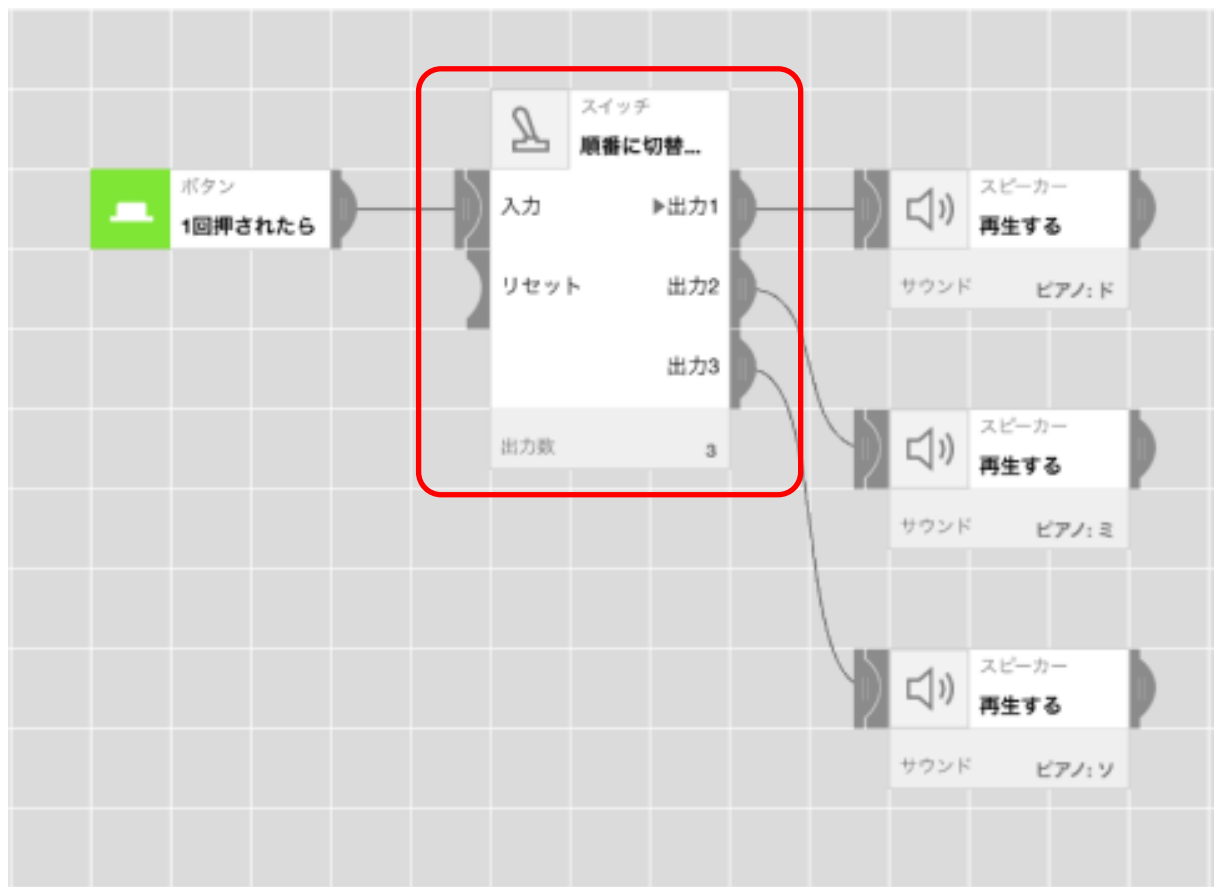 スイッチ
順番に切替...
ボタン
1回押されたら
入力
▶出力1
リセット
出力2
出力3
出力数
3
スピーカー
再生する
サウンド
ピアノ: ド
スピーカー
再生する
サウンド
ピアノ: ミ
スピーカー
再生する
サウンド
ピアノ: ソ